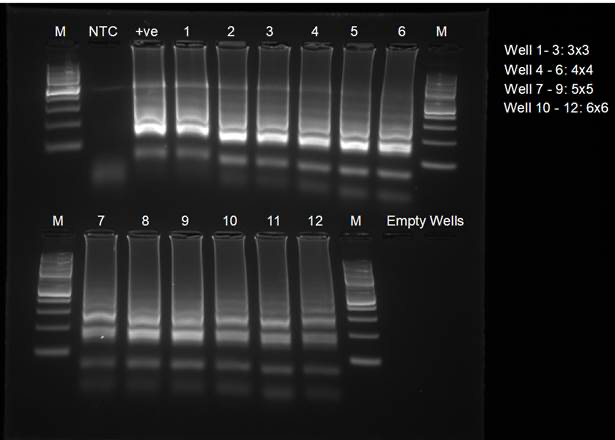 M NTC +ve 1 2 3 4 5 6 M
Well 1- 3: 3x3
Well 4 - 6: 4x4
Well 7 - 9: 5x5
Well 10 - 12: 6x6
M 7 8 9 10 11 12 M Empty Wells